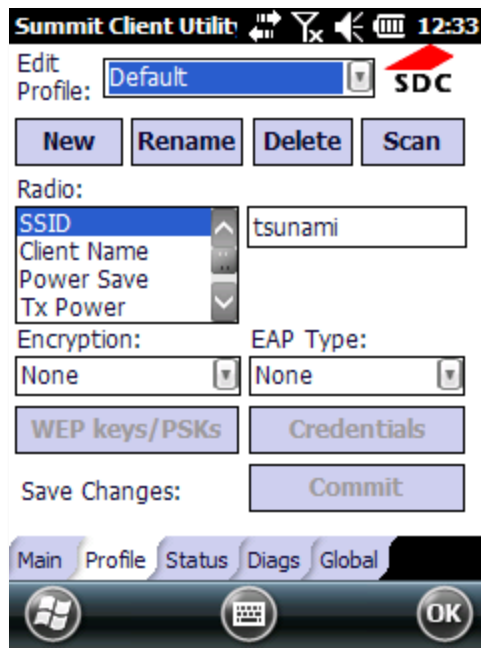 Summit Client Utility 12:33
Edit
Profile: Default
SDC
New Rename Delete Scan
Radio:
SSID tsunami
Client Name
Power Save
Tx Power
Encryption: EAP Type:
None None
WEP keys/PSKs Credentials
Save Changes: Commit
Main Profile Status Diags Global
OK